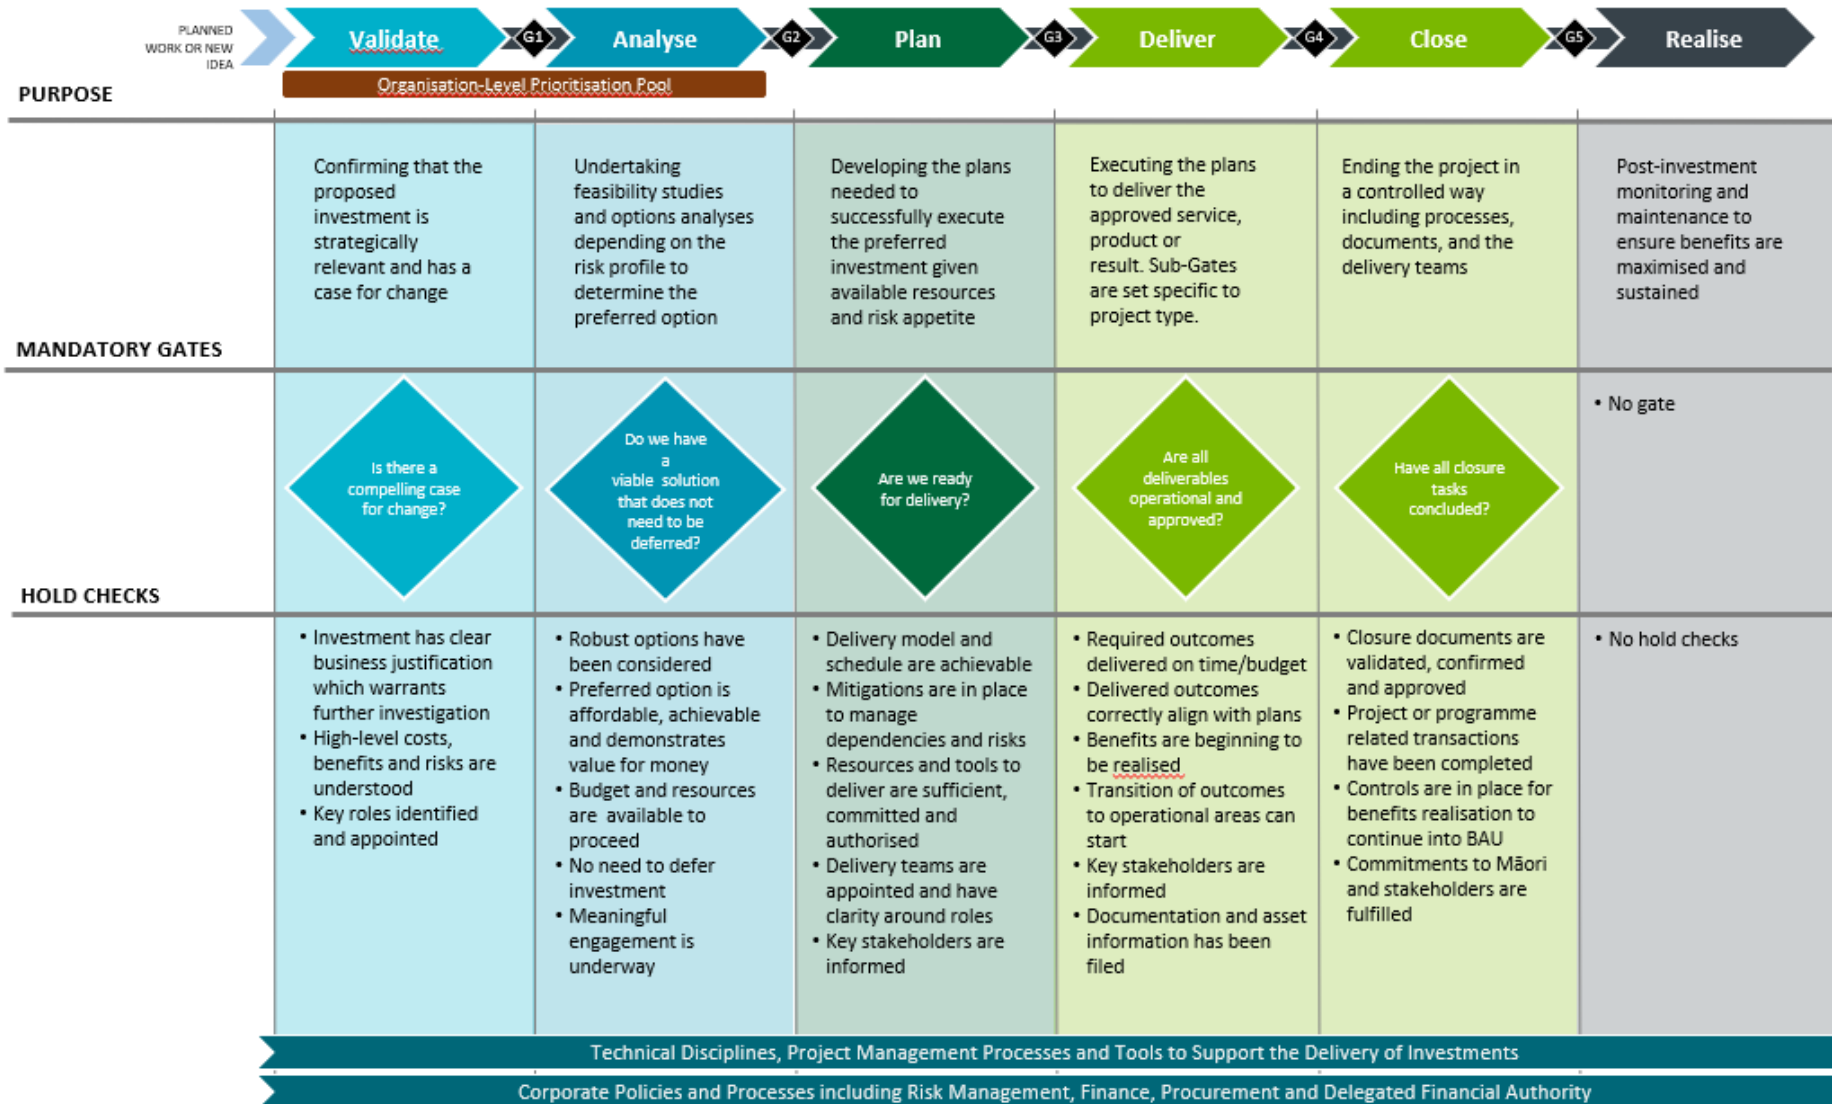 PLANNED
WORK OR NEW
IDEA
Validate
G1
Analyse
G2
Plan
G3
Deliver
G4
Close
G5
Realise
Organisation-Level Prioritisation Pool
PURPOSE
Confirming that the
proposed
investment is
strategically
relevant and has a
case for change
Undertaking
feasibility studies
and options analyses
depending on the
risk profile to
determine the
preferred option
Developing the plans
needed to
successfully execute
the preferred
investment given
available resources
and risk appetite
Executing the plans
to deliver the
approved service,
product or
result. Sub-Gates
are set specific to
project type.
Ending the project in
a controlled way
including processes,
documents, and the
delivery teams
Post-investment
monitoring and
maintenance to
ensure benefits are
maximised and
sustained
MANDATORY GATES
Is there a
compelling case
for change?
Do we have
a
viable solution
that does not
need to be
deferred?
Are we ready
for delivery?
Are all
deliverables
operational and
approved?
Have all closure
tasks
concluded?
• No gate
HOLD CHECKS
• Investment has clear
business justification
which warrants
further investigation
• High-level costs,
benefits and risks are
understood
• Key roles identified
and appointed
• Robust options have
been considered
• Preferred option is
affordable, achievable
and demonstrates
value for money
• Budget and resources
are available to
proceed
• No need to defer
investment
• Meaningful
engagement is
underway
• Delivery model and
schedule are achievable
• Mitigations are in place
to manage
dependencies and risks
• Resources and tools to
deliver are sufficient,
committed and
authorised
• Delivery teams are
appointed and have
clarity around roles
• Key stakeholders are
informed
• Required outcomes
delivered on time/budget
• Delivered outcomes
correctly align with plans
• Benefits are beginning to
be realised
• Transition of outcomes
to operational areas can
start
• Key stakeholders are
informed
• Documentation and asset
information has been
filed
• Closure documents are
validated, confirmed
and approved
• Project or programme
related transactions
have been completed
• Controls are in place for
benefits realisation to
continue into BAU
• Commitments to Māori
and stakeholders are
fulfilled
• No hold checks
Technical Disciplines, Project Management Processes and Tools to Support the Delivery of Investments
Corporate Policies and Processes including Risk Management, Finance, Procurement and Delegated Financial Authority